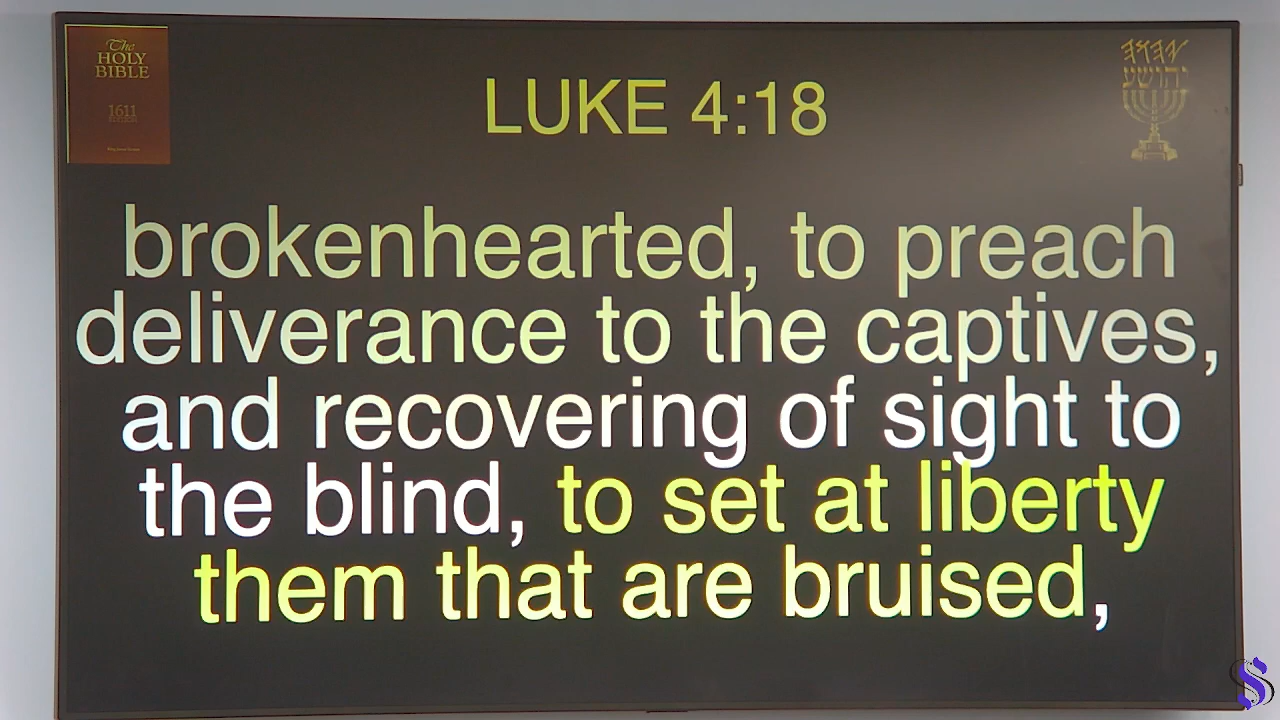 The
HOLY
BIBLE
1611
LUKE 4:18
יהושע
brokenhearted, to preach
deliverance to the captives,
and recovering of sight to
the blind, to set at liberty
them that are bruised,